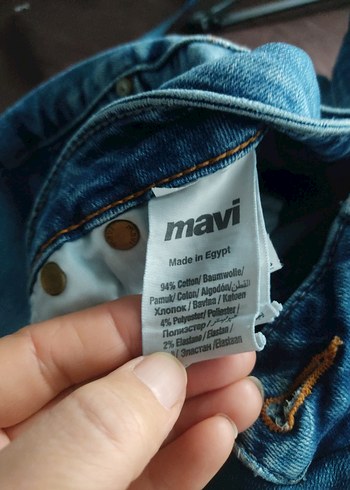 mavi
Made in Egypt
94% Cotton/ Baumwolle/
Pamuk/ Coton/ Algodón/ القطن/
Хлопок / Bavlna / Katoen
4% Polyester/ Poliester /
Полиэстер /
2% Elastane / Elastan /
/ Эластан /Elastaan